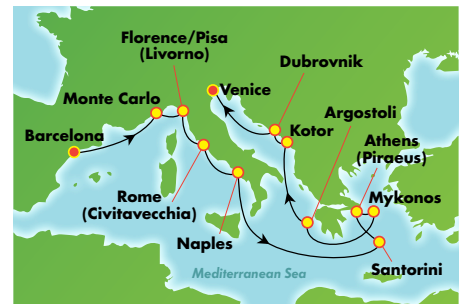 Florence/Pisa
(Livorno)
Dubrovnik
Venice
Monte Carlo
Argostoli
Barcelona
Kotor
Athens
(Piraeus)
Rome
(Civitavecchia)
Mykonos
Naples
Santorini
Mediterranean Sea